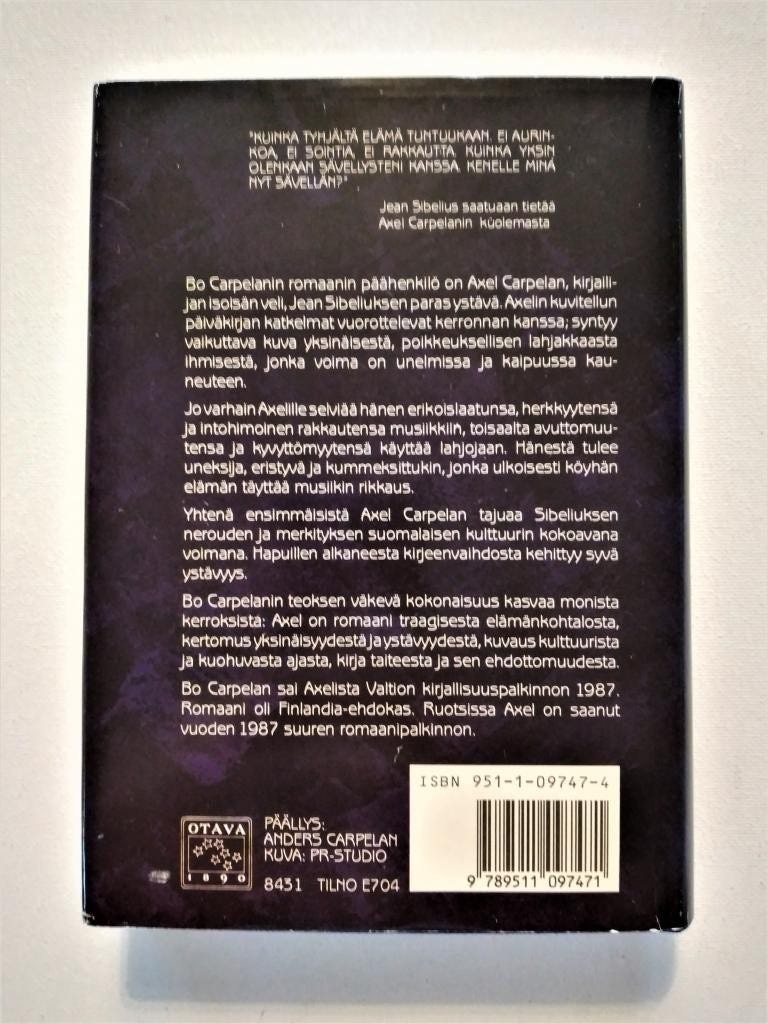 "KUINKA TYHJÄLTÄ ELÄMÄ TUNTUUKAAN. EI AURIN-
KOA, EI SOINTIA, EI RAKKAUTTA. KUINKA YKSIN
OLENKAAN SÄVELLYSTENI KANSSA. KENELLE MINÄ
NYT SÄVELLÄN?"
Jean Sibelius saatuaan tietää
Axel Carpelanin kuolemasta
Bo Carpelanin romaanin päähenkilö on Axel Carpelan, kirjaili-
jan isoisän veli, Jean Sibeliuksen paras ystävä. Axelin kuvitellun
päiväkirjan katkelmat vuorottelevat kerronnan kanssa; syntyy
vaikuttava kuva yksinäisestä, poikkeuksellisen lahjakkaasta
ihmisestä, jonka voima on unelmissa ja kaipuussa kau-
neuteen.
Jo varhain Axelille selviää hänen erikoislaatunsa, herkkyytensä
ja intohimoinen rakkautensa musiikkiin, toisaalta avuttomuu-
tensa ja kyvyttömyytensä käyttää lahjojaan. Hänestä tulee
uneksija, eristyvä ja kummeksittukin, jonka ulkoisesti köyhän
elämän täyttää musiikin rikkaus.
Yhtenä ensimmäisistä Axel Carpelan tajuaa Sibeliuksen
nerouden ja merkityksen suomalaisen kulttuurin kokoavana
voimana. Hapuillen alkaneesta kirjeenvaihdosta kehittyy syvä
ystävyys.
Bo Carpelanin teoksen väkevä kokonaisuus kasvaa monista
kerroksista: Axel on romaani traagisesta elämänkohtalosta,
kertomus yksinäisyydestä ja ystävyydestä, kuvaus kulttuurista
ja kuohuvasta ajasta, kirja taiteesta ja sen ehdottomuudesta.
Bo Carpelan sai Axelista Valtion kirjallisuuspalkinnon 1987.
Romaani oli Finlandia-ehdokas. Ruotsissa Axel on saanut
vuoden 1987 suuren romaanipalkinnon.
ISBN 951-1-09747-4
9 789511 097471
OTAVA
1890
PÄÄLLYS:
ANDERS CARPELAN
KUVA: PR-STUDIO
8431 TILNO E704